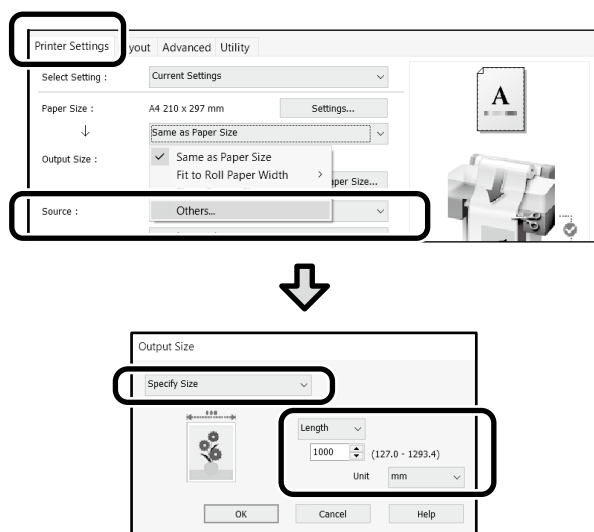 Printer Settings yout Advanced Utility
Select Setting : Current Settings
Paper Size : A4 210 x 297 mm Settings...
Same as Paper Size
Output Size : Same as Paper Size
Fit to Roll Paper Width
aper Size...
Source : Others...
A
Output Size
Specify Size
Length
1000 (127.0 - 1293.4)
Unit mm
OK Cancel Help